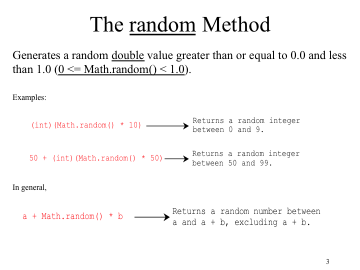 The random Method
Generates a random double value greater than or equal to 0.0 and less
than 1.0 (0 <= Math.random() < 1.0).
Examples:
(int)(Math.random() * 10)
Returns a random integer
between 0 and 9.
50 + (int)(Math.random() * 50)
Returns a random integer
between 50 and 99.
In general,
a + Math.random() * b
Returns a random number between
a and a + b, excluding a + b.
3